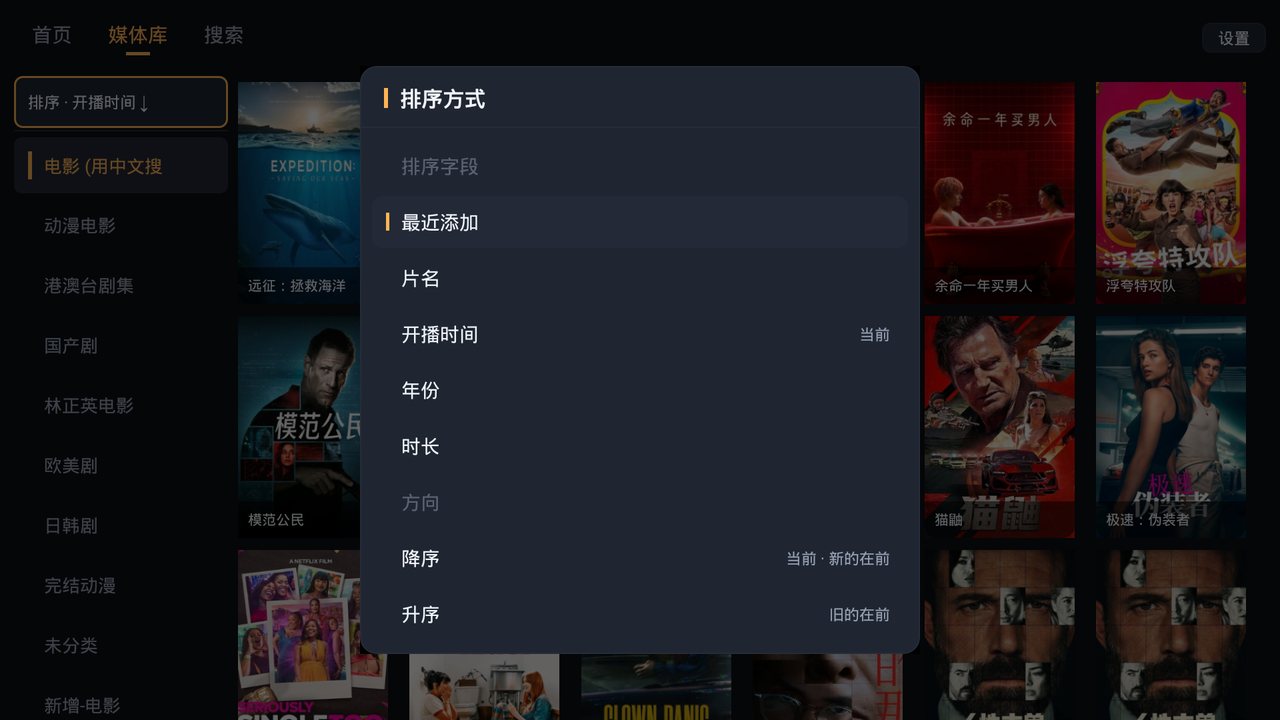 首页
媒体库
搜索
设置
排序 · 开播时间 ↓
电影 (用中文搜
动漫电影
港澳台剧集
国产剧
林正英电影
欧美剧
日韩剧
完结动漫
未分类
新增-电影
排序方式
排序字段
最近添加
片名
开播时间
当前
年份
时长
方向
降序
当前 · 新的在前
升序
旧的在前
EXPEDITION:
远征：拯救海洋
余命一年买男人
余命一年买男人
浮夸特攻队
浮夸特攻队
模范公民
模范公民
猫鼬
猫鼬
极速
伪装者
极速：伪装者
A NETFLIX FILM
SERIOUSLY
SINGLE TOO
CLOWN PANIC